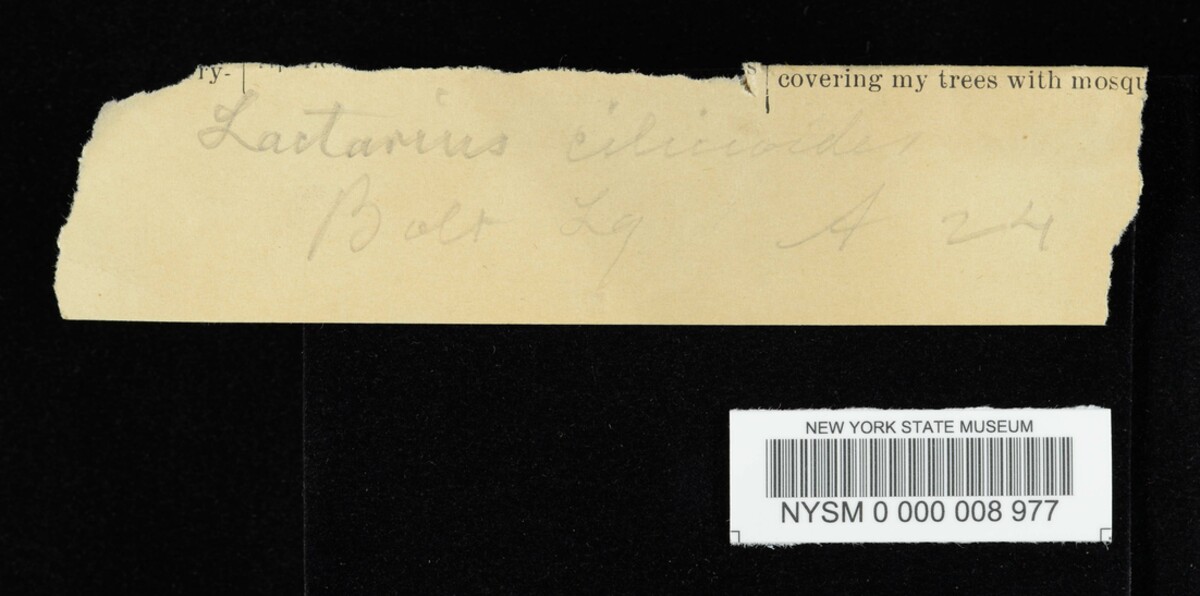 ry-
s covering my trees with mosqu
Lactarius cilicioides
Bolt Lg A 24
NEW YORK STATE MUSEUM
NYSM 0 000 008 977